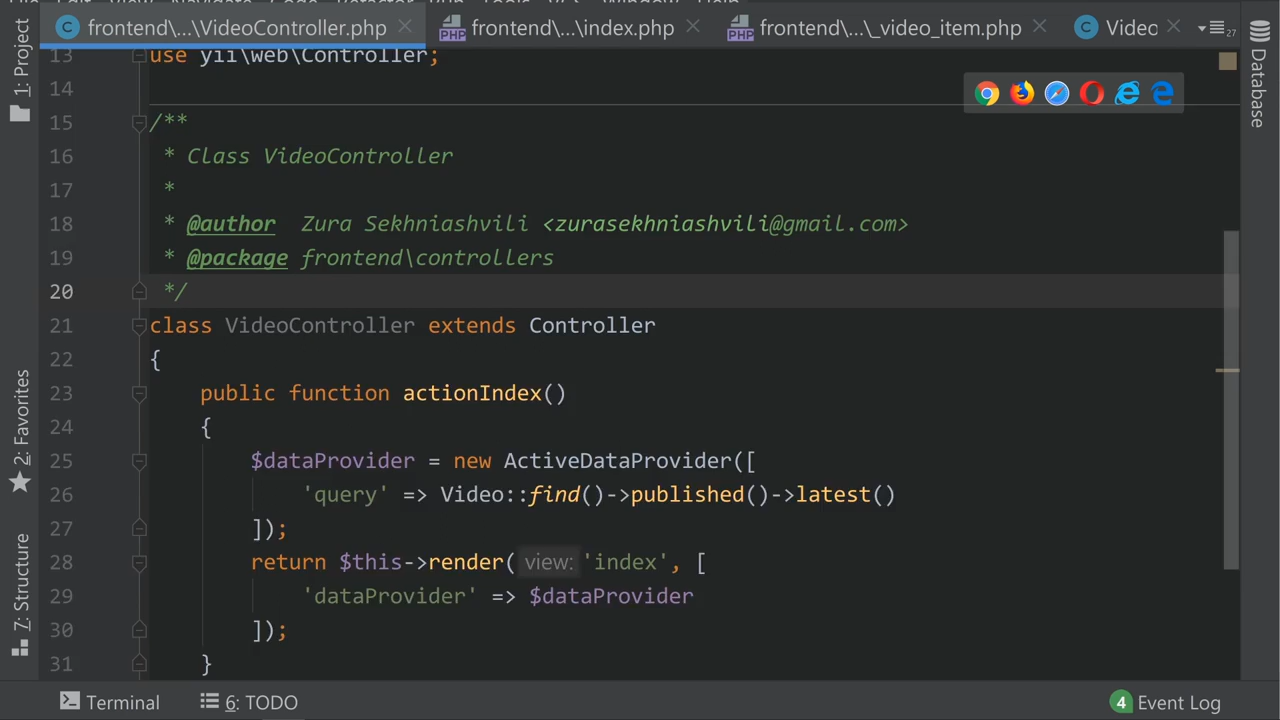 frontend\...\VideoController.php
frontend\...\index.php
frontend\...\_video_item.php
Video
27
1: Project
2: Favorites
7: Structure
Database
13 use yii\web\Controller;
14
15 /**
16 * Class VideoController
17 *
18 * @author Zura Sekhniashvili <zurasekhniashvili@gmail.com>
19 * @package frontend\controllers
20 */
21 class VideoController extends Controller
22 {
23 public function actionIndex()
24 {
25 $dataProvider = new ActiveDataProvider([
26 'query' => Video::find()->published()->latest()
27 ]);
28 return $this->render( view: 'index', [
29 'dataProvider' => $dataProvider
30 ]);
31 }
Terminal
6: TODO
4 Event Log